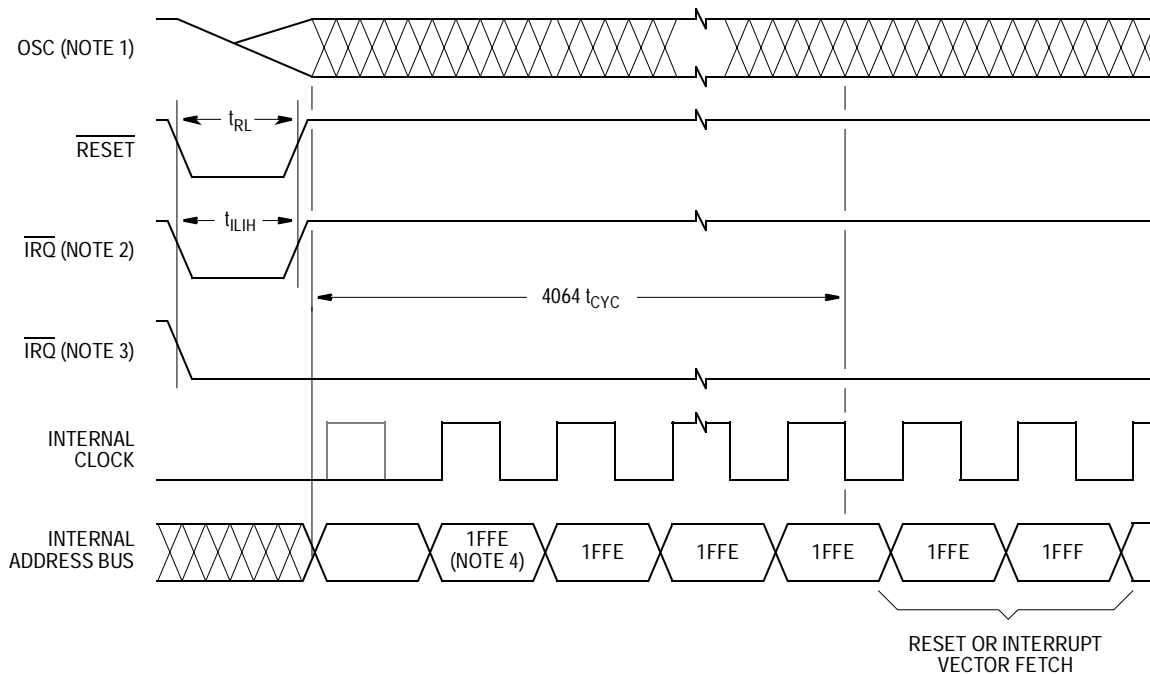 OSC (NOTE 1)
t_RL
RESET
t_ILIH
IRQ (NOTE 2)
4064 t_CYC
IRQ (NOTE 3)
INTERNAL
CLOCK
INTERNAL
ADDRESS BUS
1FFE
(NOTE 4)
1FFE
1FFE
1FFE
1FFE
1FFF
RESET OR INTERRUPT
VECTOR FETCH